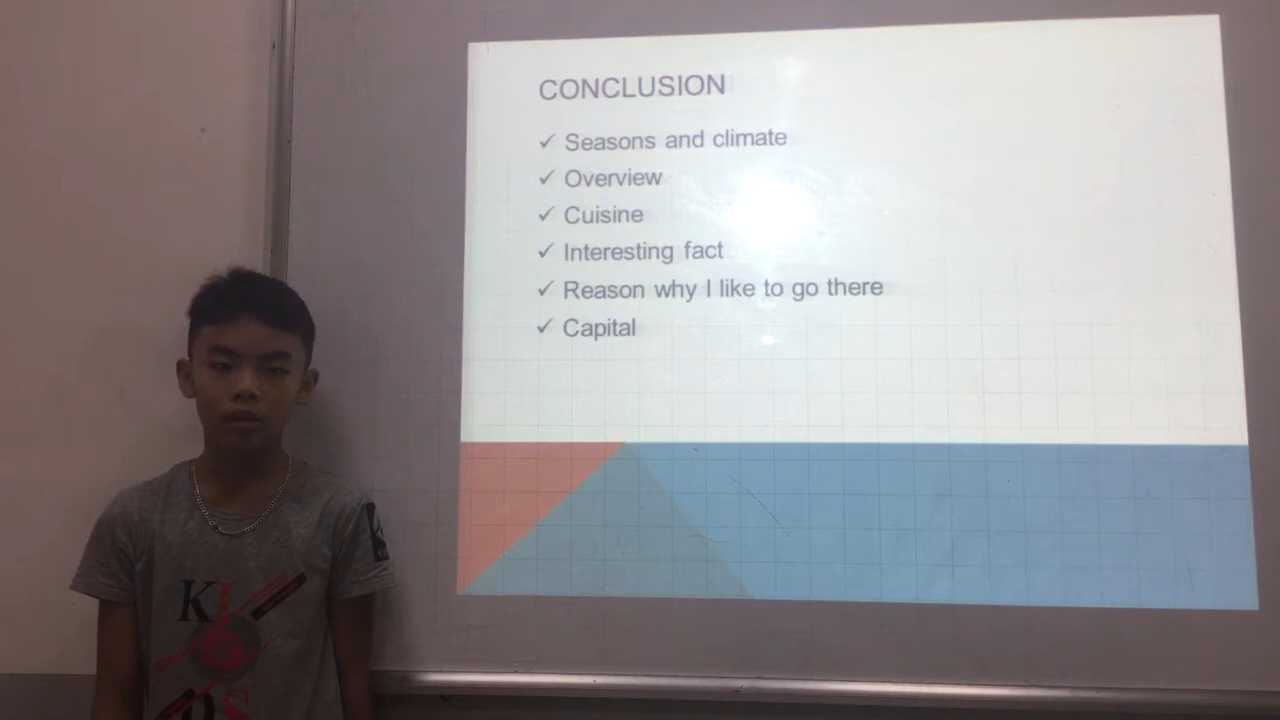 CONCLUSION
✓ Seasons and climate
✓ Overview
✓ Cuisine
✓ Interesting fact
✓ Reason why I like to go there
✓ Capital